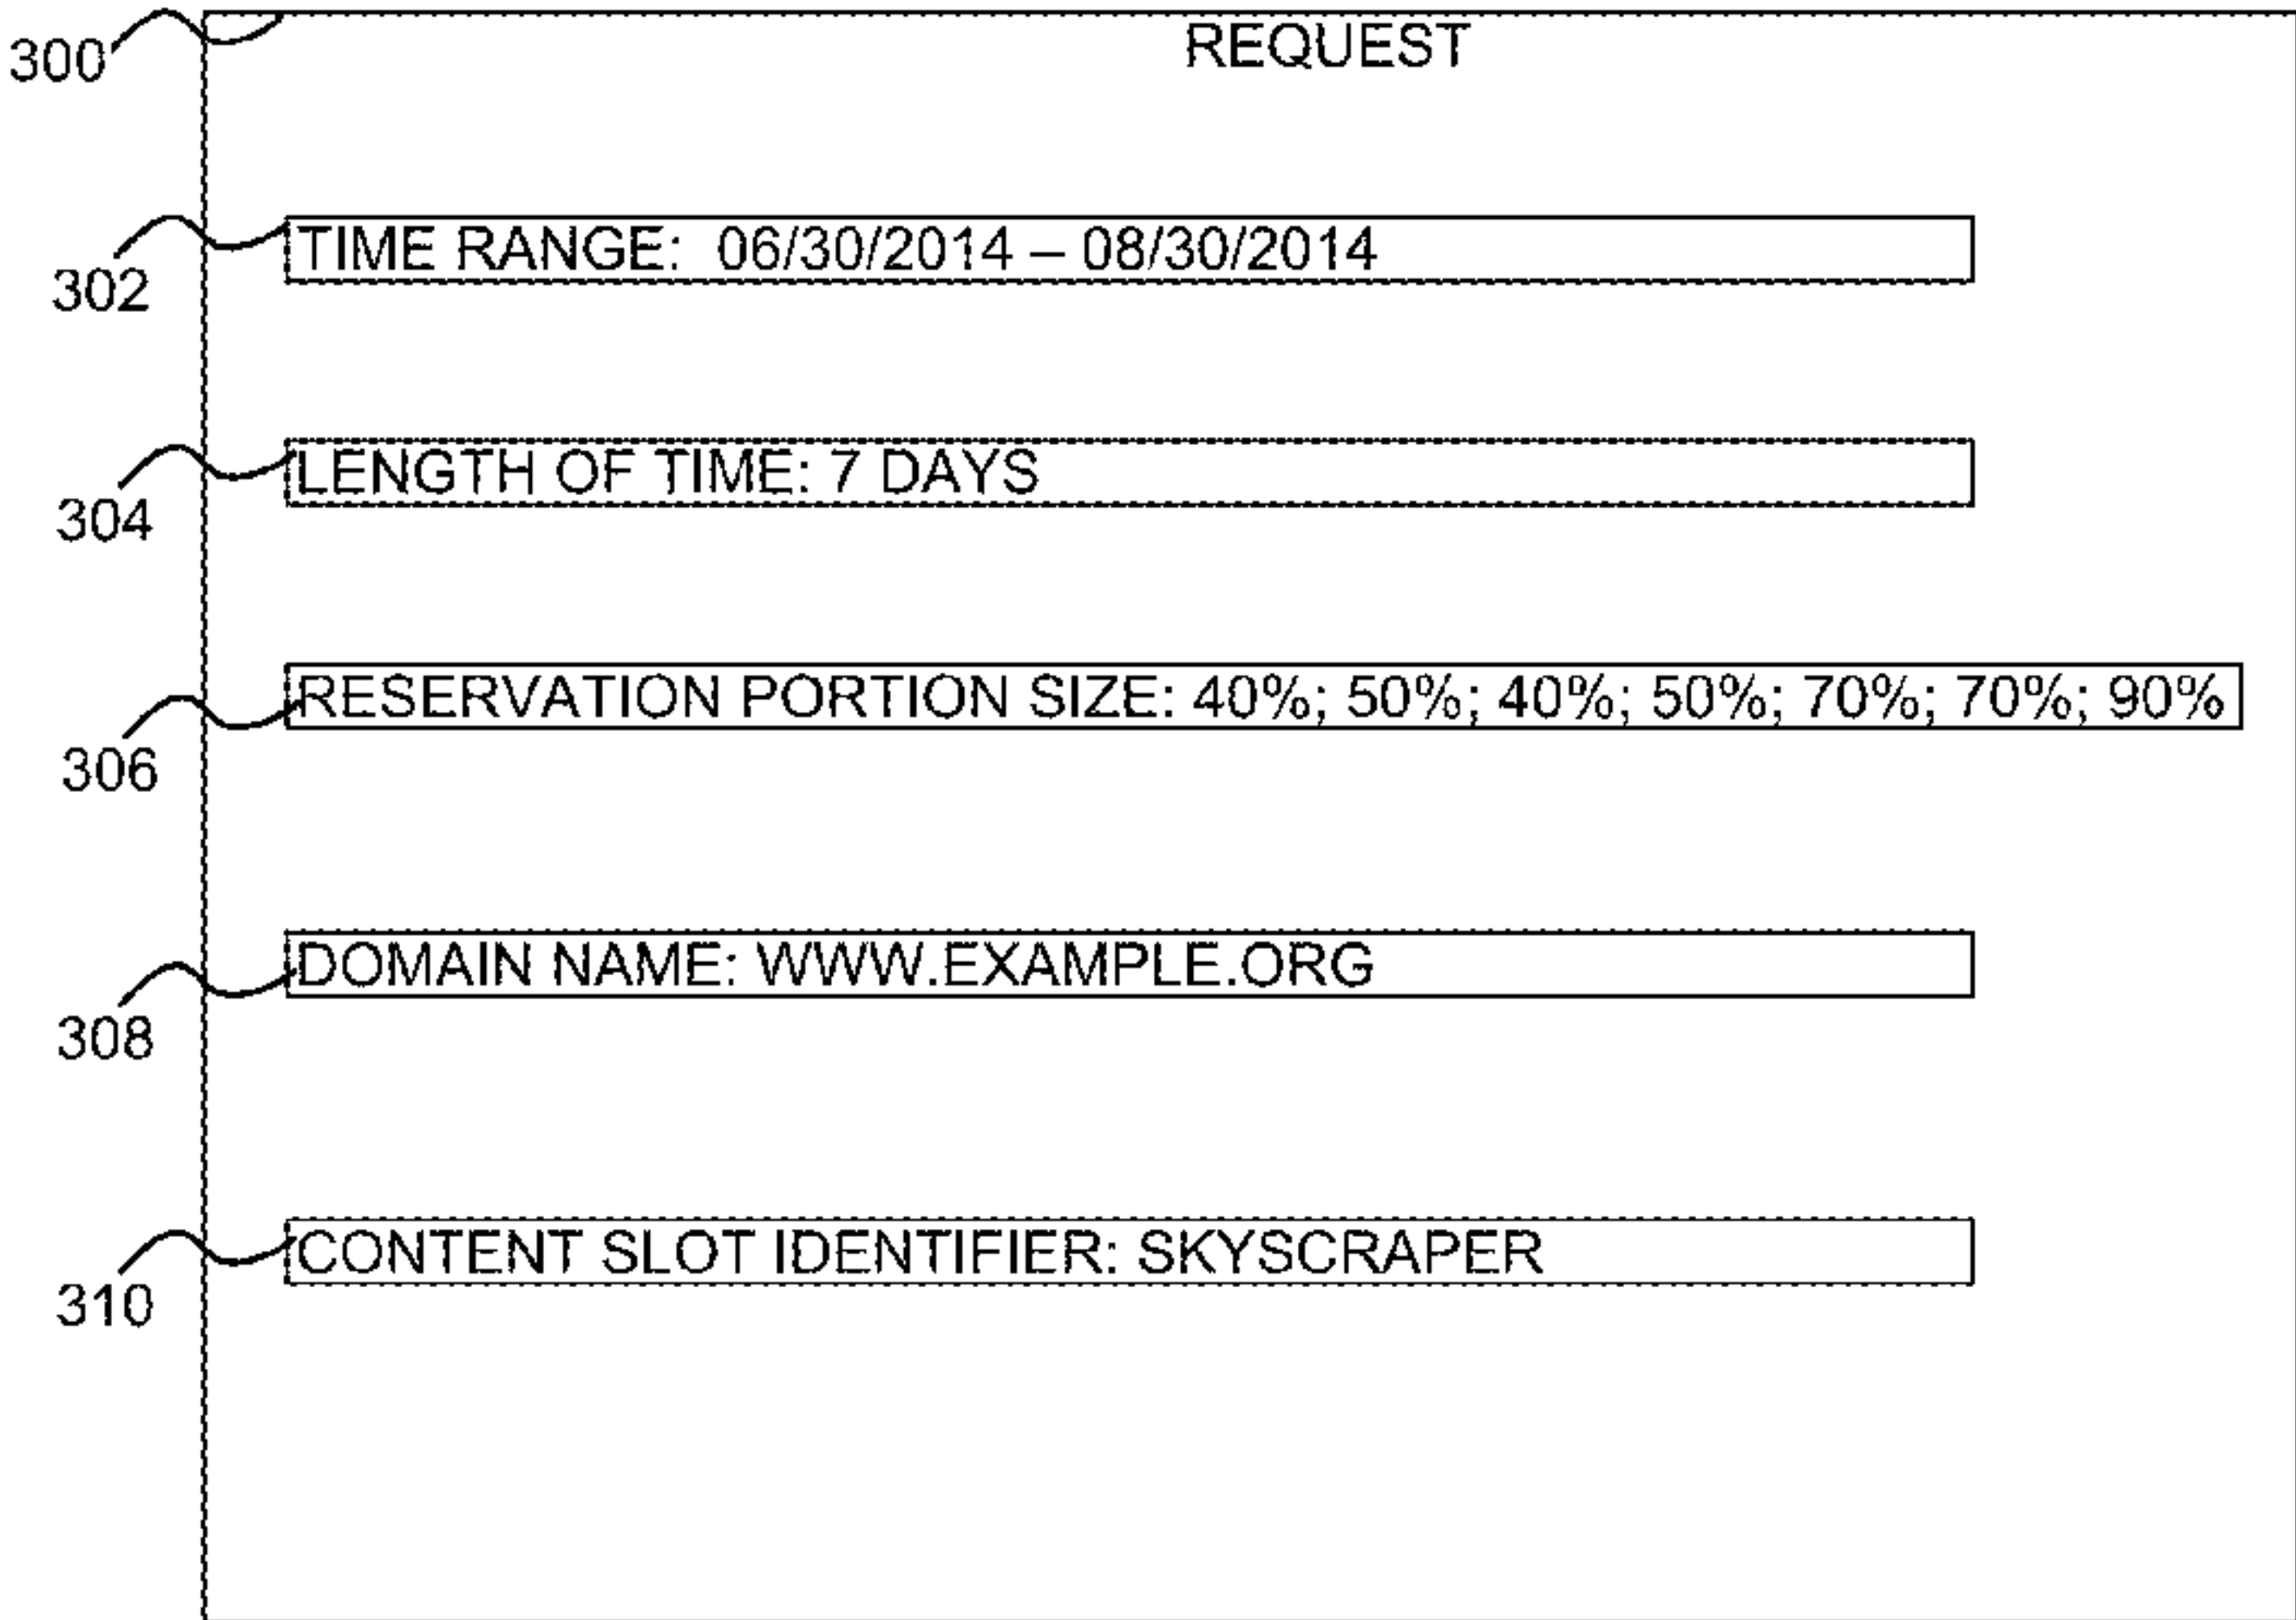 300
REQUEST
TIME RANGE: 06/30/2014 – 08/30/2014
302
LENGTH OF TIME: 7 DAYS
304
RESERVATION PORTION SIZE: 40%; 50%; 40%; 50%; 70%; 70%; 90%
306
DOMAIN NAME: WWW.EXAMPLE.ORG
308
CONTENT SLOT IDENTIFIER: SKYSCRAPER
310